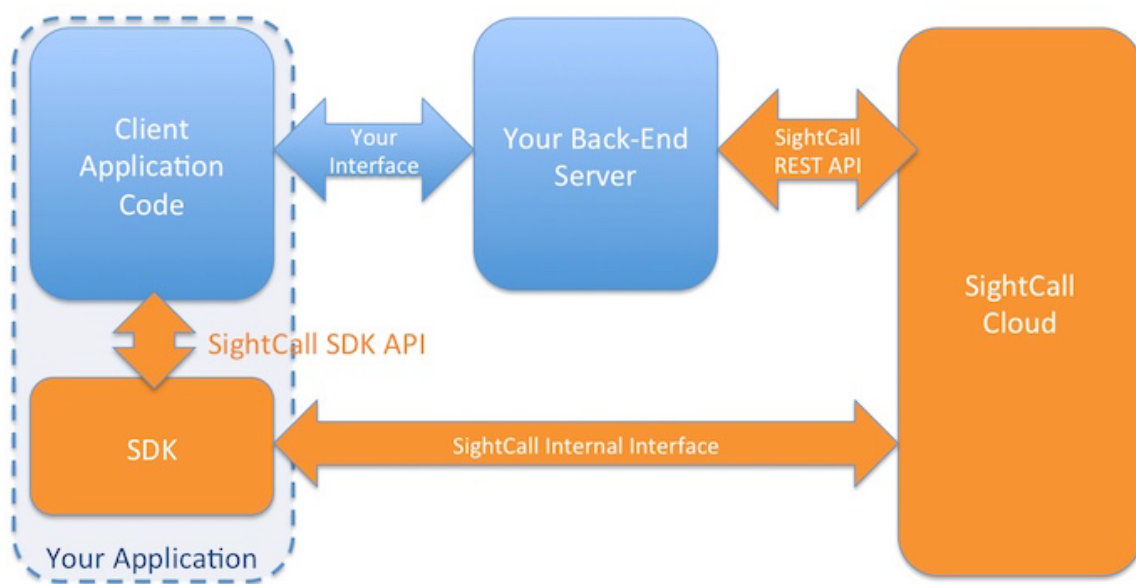 Client
Application
Code
Your
Interface
Your Back-End
Server
SightCall
REST API
SightCall
Cloud
SightCall SDK API
SDK
SightCall Internal Interface
Your Application